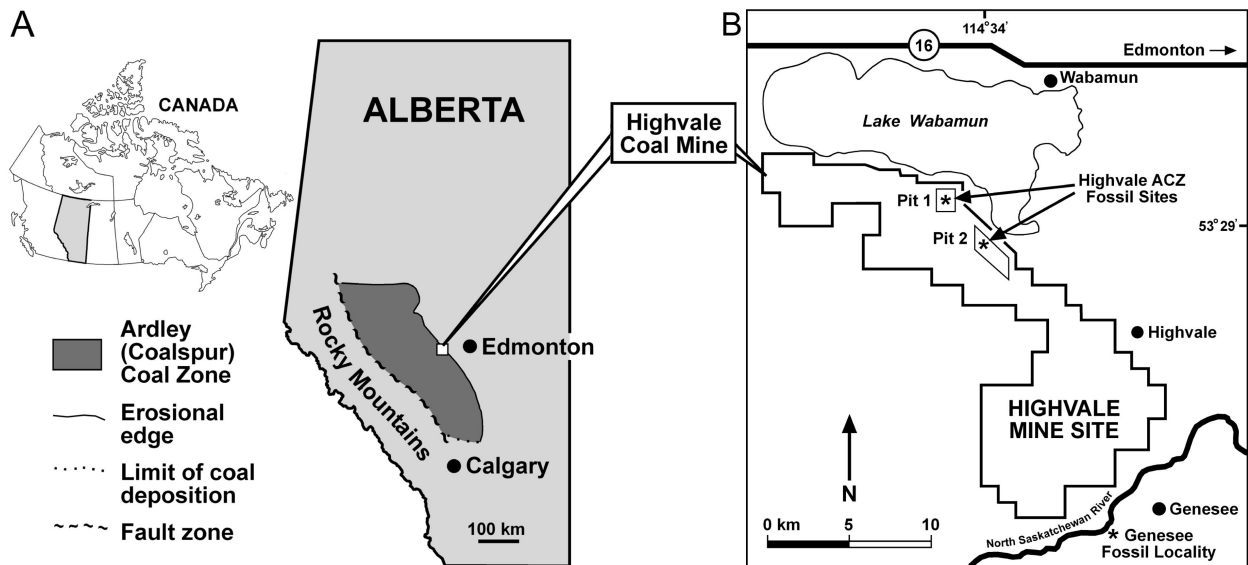 A
CANADA
ALBERTA
Highvale
Coal Mine
Rocky Mountains
Edmonton
Calgary
100 km
Ardley
(Coalspur)
Coal Zone
Erosional
edge
Limit of coal
deposition
Fault zone
B
114°34'
16
Edmonton
Wabamun
Lake Wabamun
Highvale ACZ
Fossil Sites
Pit 1 *
53°29'
Pit 2 *
Highvale
HIGHVALE
MINE SITE
N
0 km 5 10
North Saskatchewan River
Genesee
* Genesee
Fossil Locality